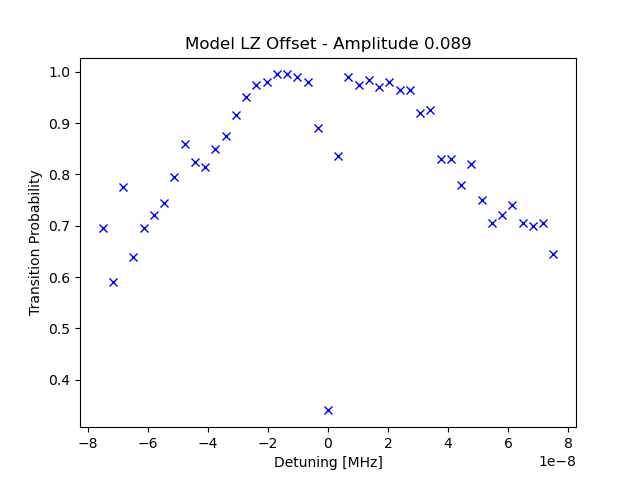 Model LZ Offset - Amplitude 0.089
Transition Probability
1.0
0.9
0.8
0.7
0.6
0.5
0.4
−8 −6 −4 −2 0 2 4 6 8
1e−8
Detuning [MHz]